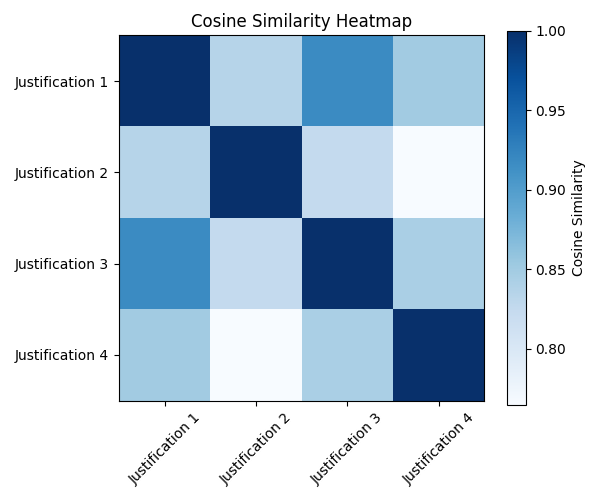 Cosine Similarity Heatmap
Justification 1
Justification 2
Justification 3
Justification 4
Justification 1
Justification 2
Justification 3
Justification 4
1.00
0.95
0.90
0.85
0.80
Cosine Similarity